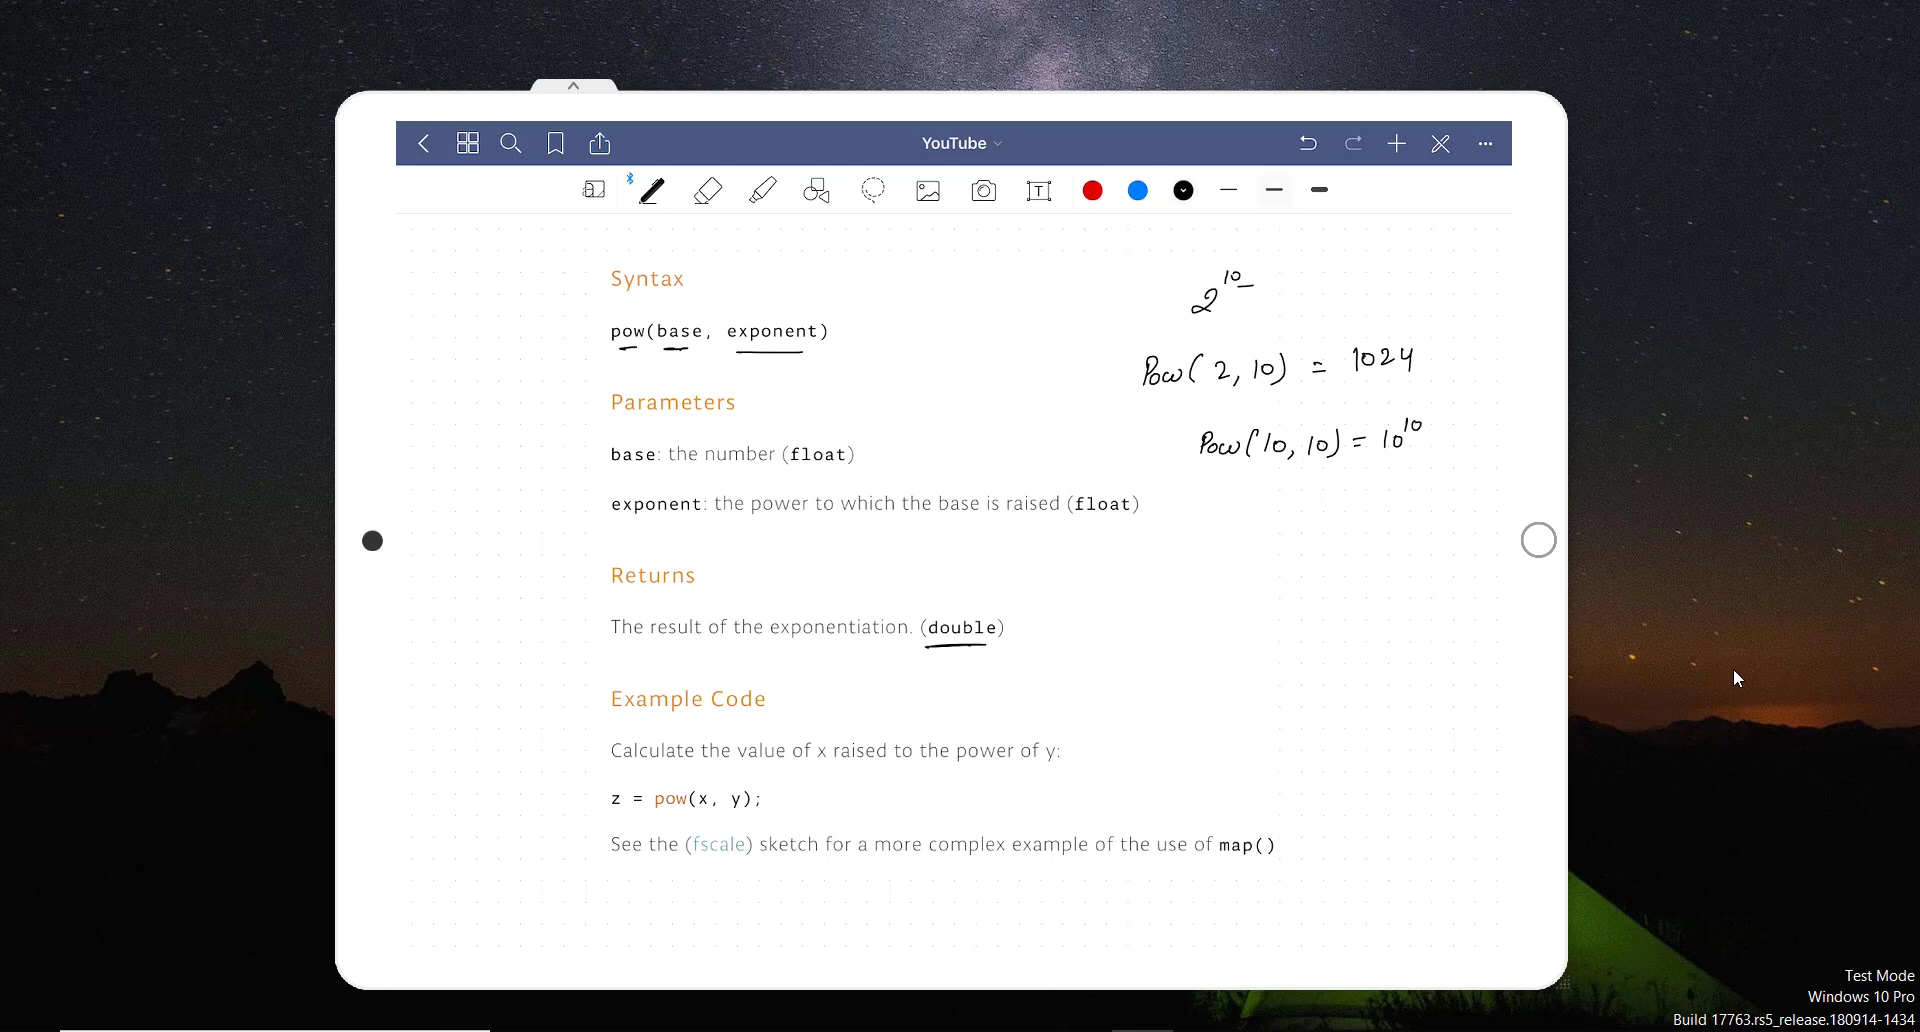 YouTube
T
Syntax
pow(base, exponent)
Parameters
base: the number (float)
exponent: the power to which the base is raised (float)
Returns
The result of the exponentiation. (double)
Example Code
Calculate the value of x raised to the power of y:
z = pow(x, y);
See the (fscale) sketch for a more complex example of the use of map()
2^10
Pow( 2, 10) = 1024
Pow(10, 10) = 10^10
Test Mode
Windows 10 Pro
Build 17763.rs5_release.180914-1434